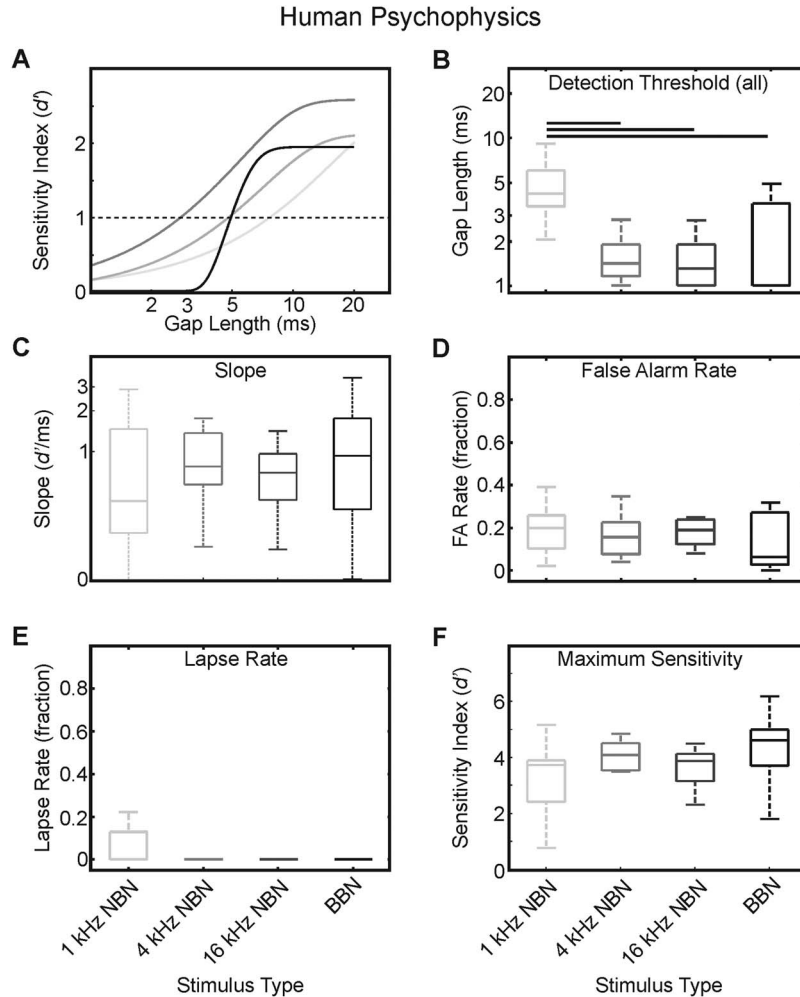 Human Psychophysics
A
Sensitivity Index (d′)
2
1
0
2 3 5 10 20
Gap Length (ms)
B
Detection Threshold (all)
Gap Length (ms)
20
10
5
3
2
1
C
Slope
Slope (d′/ms)
3
2
1
0
D
False Alarm Rate
FA Rate (fraction)
0.8
0.6
0.4
0.2
0
E
Lapse Rate
Lapse Rate (fraction)
0.8
0.6
0.4
0.2
0
1 kHz NBN
4 kHz NBN
16 kHz NBN
BBN
Stimulus Type
F
Maximum Sensitivity
Sensitivity Index (d′)
6
4
2
0
1 kHz NBN
4 kHz NBN
16 kHz NBN
BBN
Stimulus Type